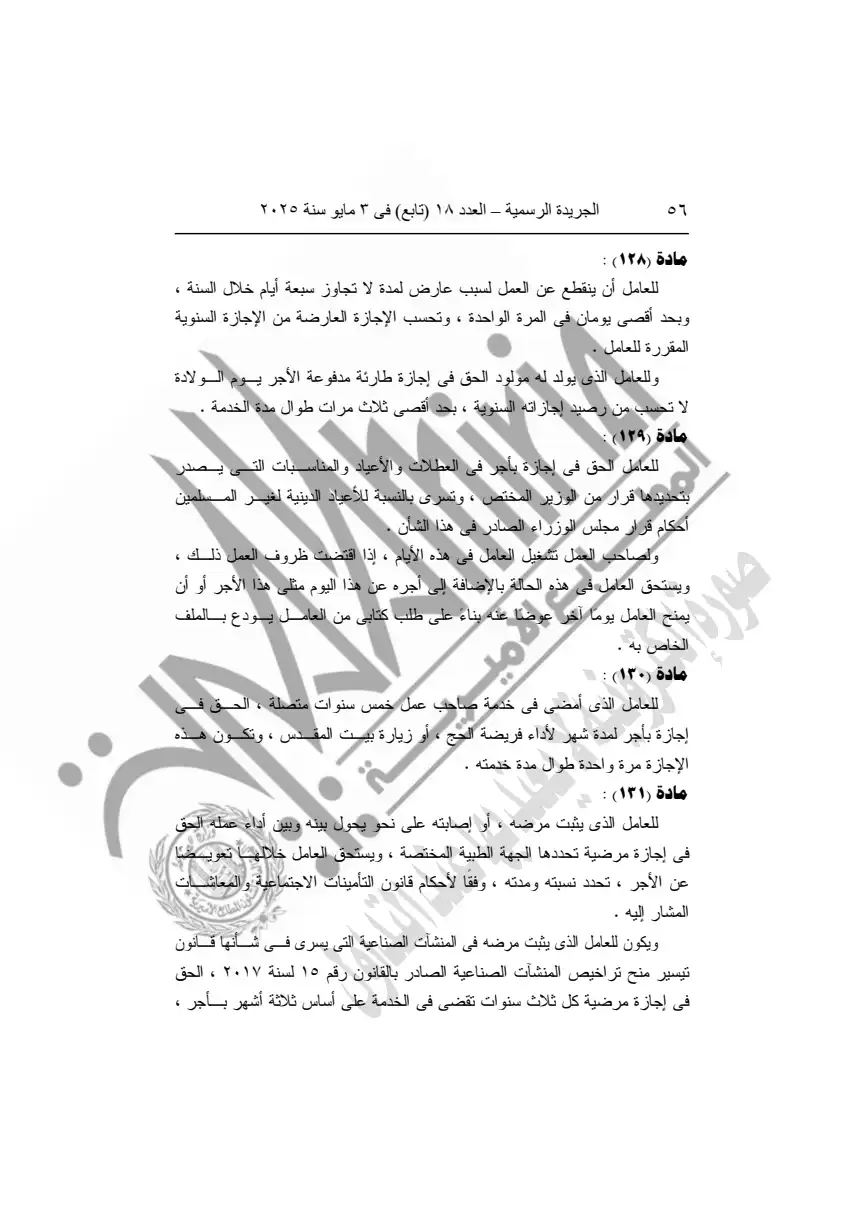 ٥٦ الجريدة الرسمية – العدد ١٨ (تابع) فى ٣ مايو سنة ٢٠٢٥
مادة (١٢٨) :
للعامل أن ينقطع عن العمل لسبب عارض لمدة لا تجاوز سبعة أيام خلال السنة ،
وبحد أقصى يومان فى المرة الواحدة ، وتحسب الإجازة العارضة من الإجازة السنوية
المقررة للعامل .
وللعامل الذى يولد له مولود الحق فى إجازة طارئة مدفوعة الأجر يوم الولادة
لا تحسب من رصيد إجازاته السنوية ، بحد أقصى ثلاث مرات طوال مدة الخدمة .
مادة (١٢٩) :
للعامل الحق فى إجازة بأجر فى العطلات والأعياد والمناسبات التى يصدر
بتحديدها قرار من الوزير المختص ، وتسرى بالنسبة للأعياد الدينية لغير المسلمين
أحكام قرار مجلس الوزراء الصادر فى هذا الشأن .
ولصاحب العمل تشغيل العامل فى هذه الأيام ، إذا اقتضت ظروف العمل ذلك ،
ويستحق العامل فى هذه الحالة بالإضافة إلى أجره عن هذا اليوم مثلى هذا الأجر أو أن
يمنح العامل يومًا آخر عوضًا عنه بناءً على طلب كتابى من العامل يودع بالملف
الخاص به .
مادة (١٣٠) :
للعامل الذى أمضى فى خدمة صاحب عمل خمس سنوات متصلة ، الحق فى
إجازة بأجر لمدة شهر لأداء فريضة الحج ، أو زيارة بيت المقدس ، وتكون هذه
الإجازة مرة واحدة طوال مدة خدمته .
مادة (١٣١) :
للعامل الذى يثبت مرضه ، أو إصابته على نحو يحول بينه وبين أداء عمله الحق
فى إجازة مرضية تحددها الجهة الطبية المختصة ، ويستحق العامل خلالها تعويضًا
عن الأجر ، تحدد نسبته ومدته ، وفقًا لأحكام قانون التأمينات الاجتماعية والمعاشات
المشار إليه .
ويكون للعامل الذى يثبت مرضه فى المنشآت الصناعية التى يسرى فى شأنها قانون
تيسير منح تراخيص المنشآت الصناعية الصادر بالقانون رقم ١٥ لسنة ٢٠١٧ ، الحق
فى إجازة مرضية كل ثلاث سنوات تقضى فى الخدمة على أساس ثلاثة أشهر بأجر ،
صورة إلكترونية لا يعتد بها عند التداول
المطابع الأميرية